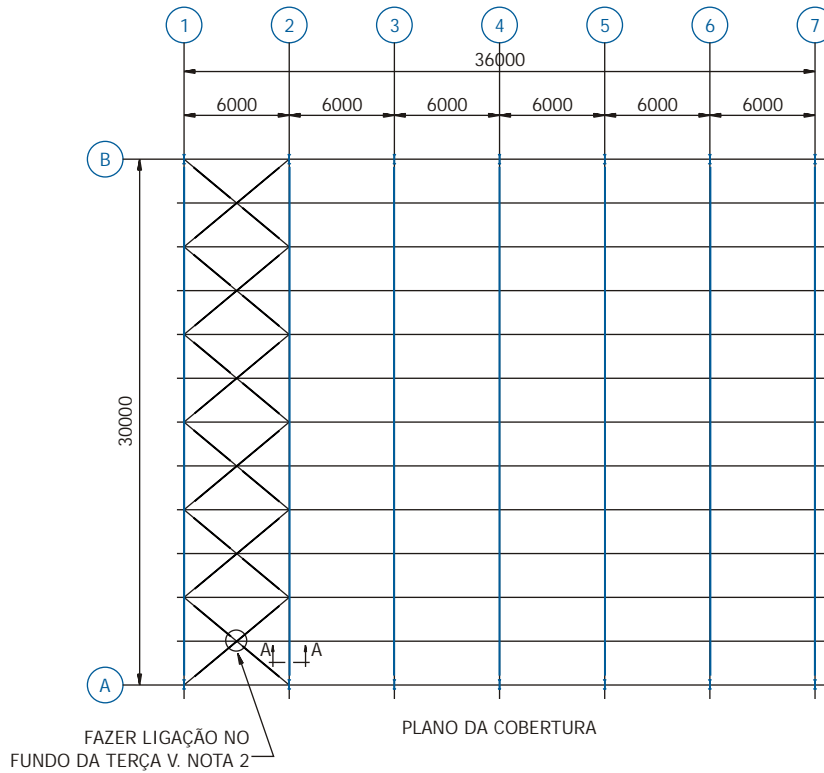 1 2 3 4 5 6 7
36000
6000 6000 6000 6000 6000 6000
B
30000
A A
A
PLANO DA COBERTURA
FAZER LIGAÇÃO NO
FUNDO DA TERÇA V. NOTA 2